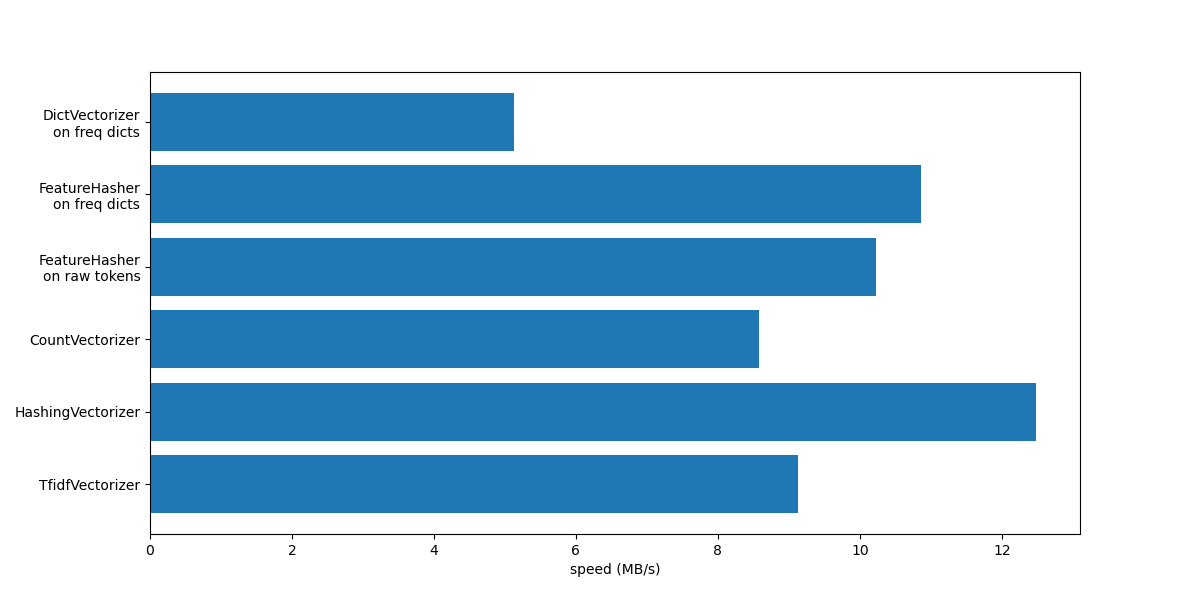 DictVectorizer
on freq dicts
FeatureHasher
on freq dicts
FeatureHasher
on raw tokens
CountVectorizer
HashingVectorizer
TfidfVectorizer
0 2 4 6 8 10 12
speed (MB/s)